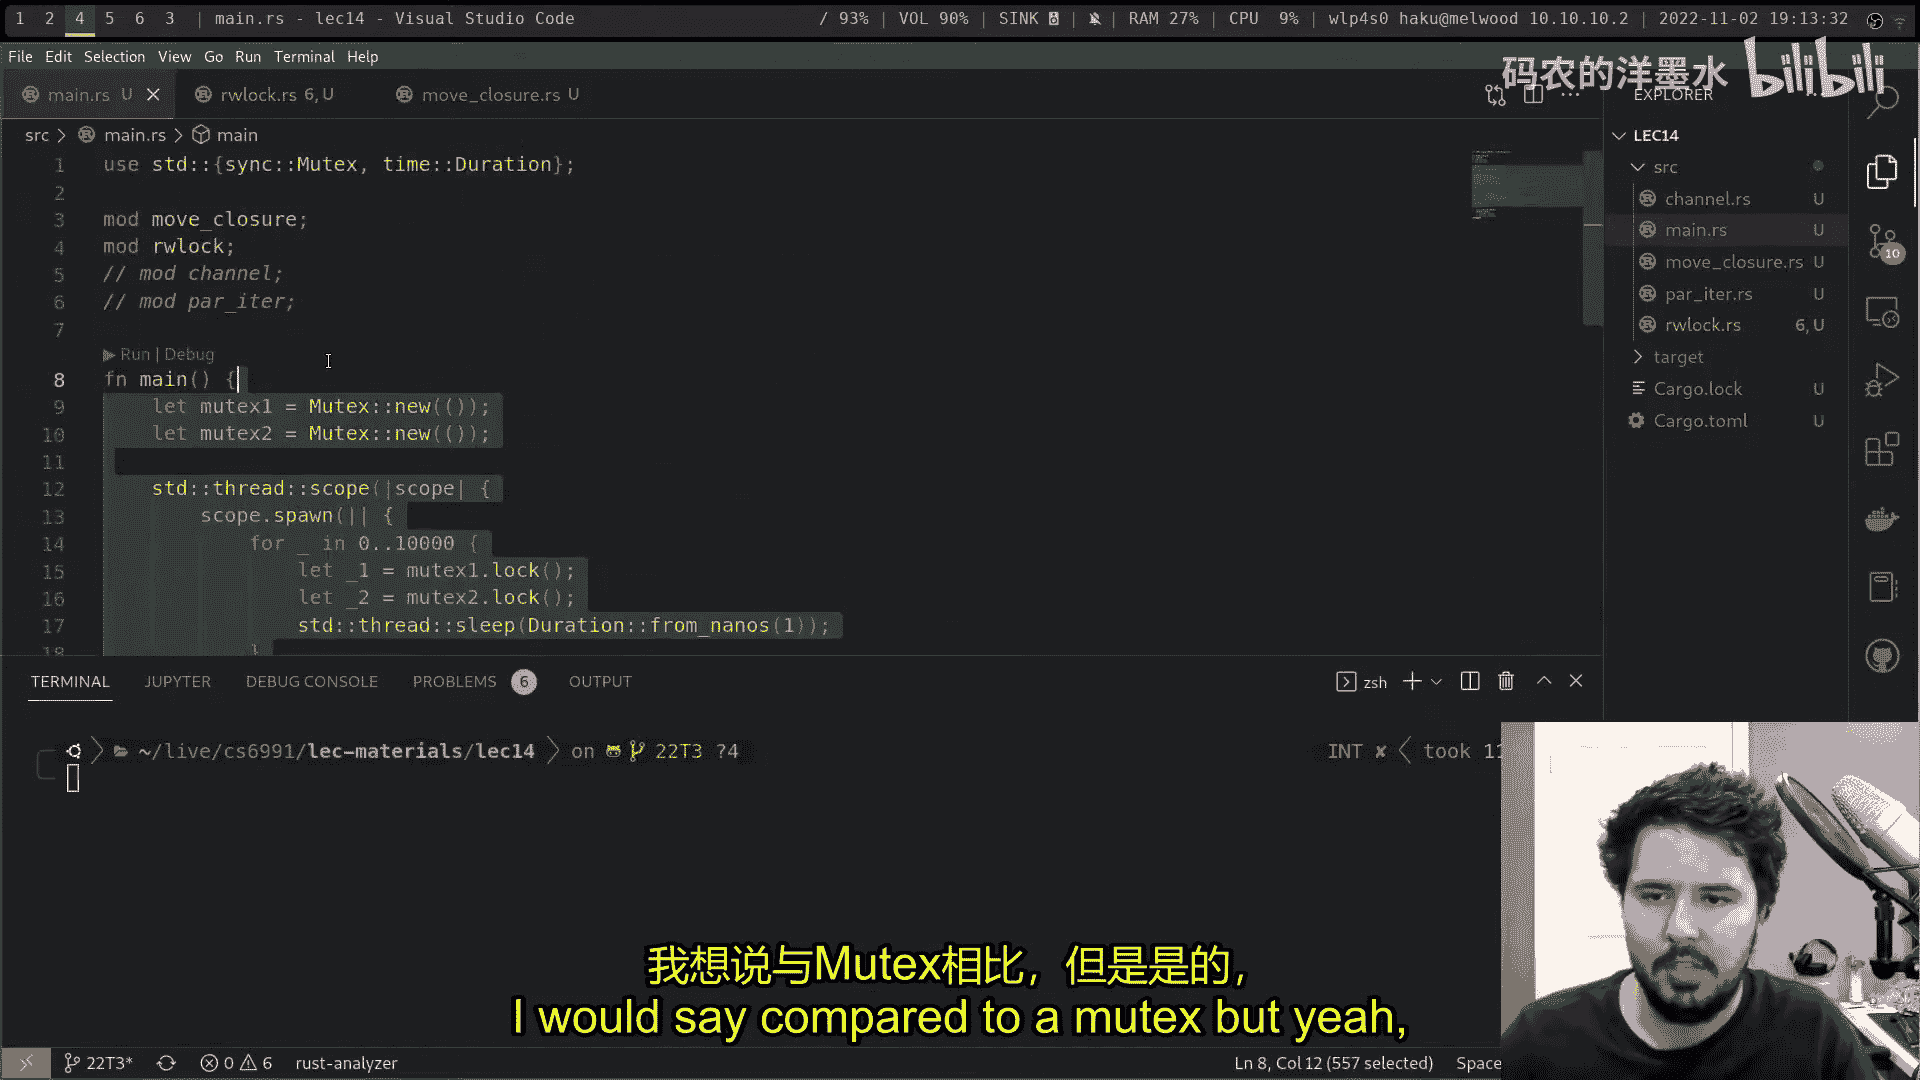 1 2 4 5 6 3 | main.rs - lec14 - Visual Studio Code
/ 93% | VOL 90% | SINK | RAM 27% | CPU 9% | wlp4s0 haku@melwood 10.10.10.2 | 2022-11-02 19:13:32
File Edit Selection View Go Run Terminal Help
码农的洋墨水 bilibili
main.rs U rwlock.rs 6, U move_closure.rs U
EXPLORER
src > main.rs > main
LEC14
src
channel.rs U
main.rs U
move_closure.rs U
par_iter.rs U
rwlock.rs 6, U
target
Cargo.lock U
Cargo.toml U
10
1 use std::{sync::Mutex, time::Duration};
2
3 mod move_closure;
4 mod rwlock;
5 // mod channel;
6 // mod par_iter;
7
Run | Debug
8 fn main() {
9 let mutex1 = Mutex::new(());
10 let mutex2 = Mutex::new(());
11
12 std::thread::scope(|scope| {
13 scope.spawn(|| {
14 for _ in 0..10000 {
15 let _1 = mutex1.lock();
16 let _2 = mutex2.lock();
17 std::thread::sleep(Duration::from_nanos(1));
18 }
TERMINAL JUPYTER DEBUG CONSOLE PROBLEMS 6 OUTPUT
zsh
~/live/cs6991/lec-materials/lec14 on 22T3 ?4
INT ✘ took 11
我想说与Mutex相比，但是是的，
I would say compared to a mutex but yeah,
22T3* 0 6 rust-analyzer
Ln 8, Col 12 (557 selected) Space